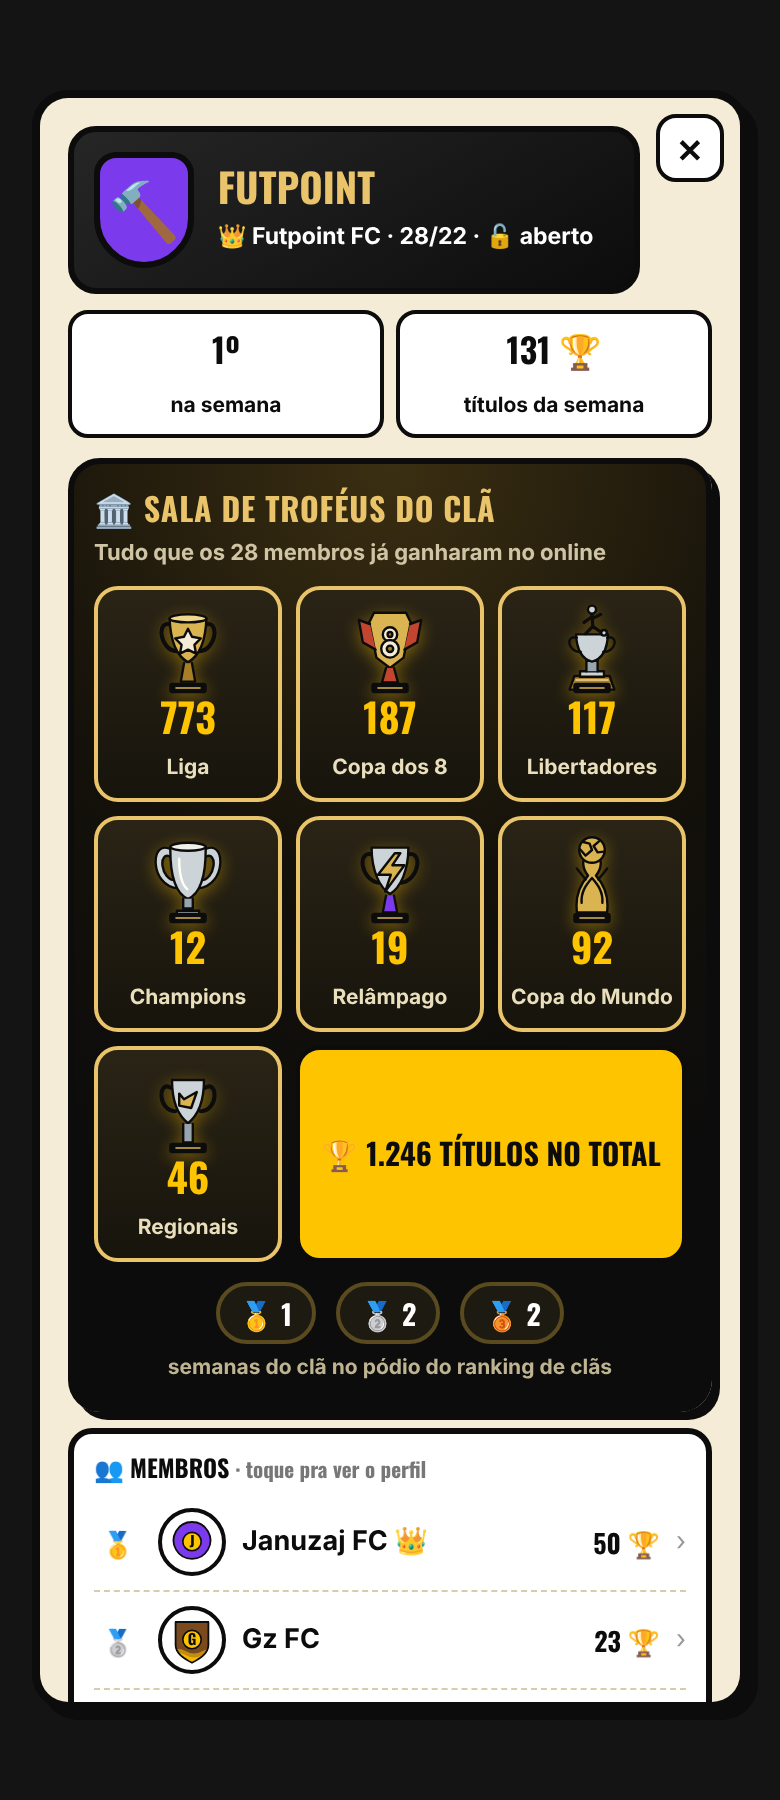 FUTPOINT
👑 Futpoint FC · 28/22 · 🔓 aberto
×
1º
na semana
131 🏆
títulos da semana
🏛️ SALA DE TROFÉUS DO CLÃ
Tudo que os 28 membros já ganharam no online
773
Liga
8
187
Copa dos 8
117
Libertadores
12
Champions
19
Relâmpago
92
Copa do Mundo
46
Regionais
🏆 1.246 TÍTULOS NO TOTAL
🥇 1
🥈 2
🥉 2
semanas do clã no pódio do ranking de clãs
👥 MEMBROS · toque pra ver o perfil
🥇 J Januzaj FC 👑 50 🏆 ›
🥈 G Gz FC 23 🏆 ›